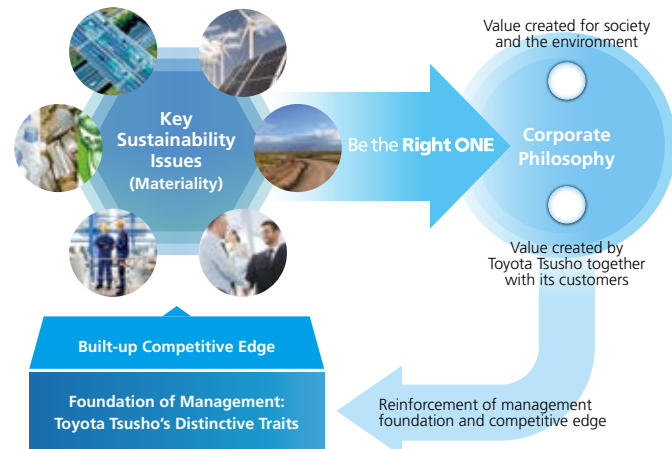 Value created for society
and the environment
Key
Sustainability
Issues
(Materiality)
Be the Right ONE
Corporate
Philosophy
Value created by
Toyota Tsusho together
with its customers
Built-up Competitive Edge
Foundation of Management:
Toyota Tsusho’s Distinctive Traits
Reinforcement of management
foundation and competitive edge